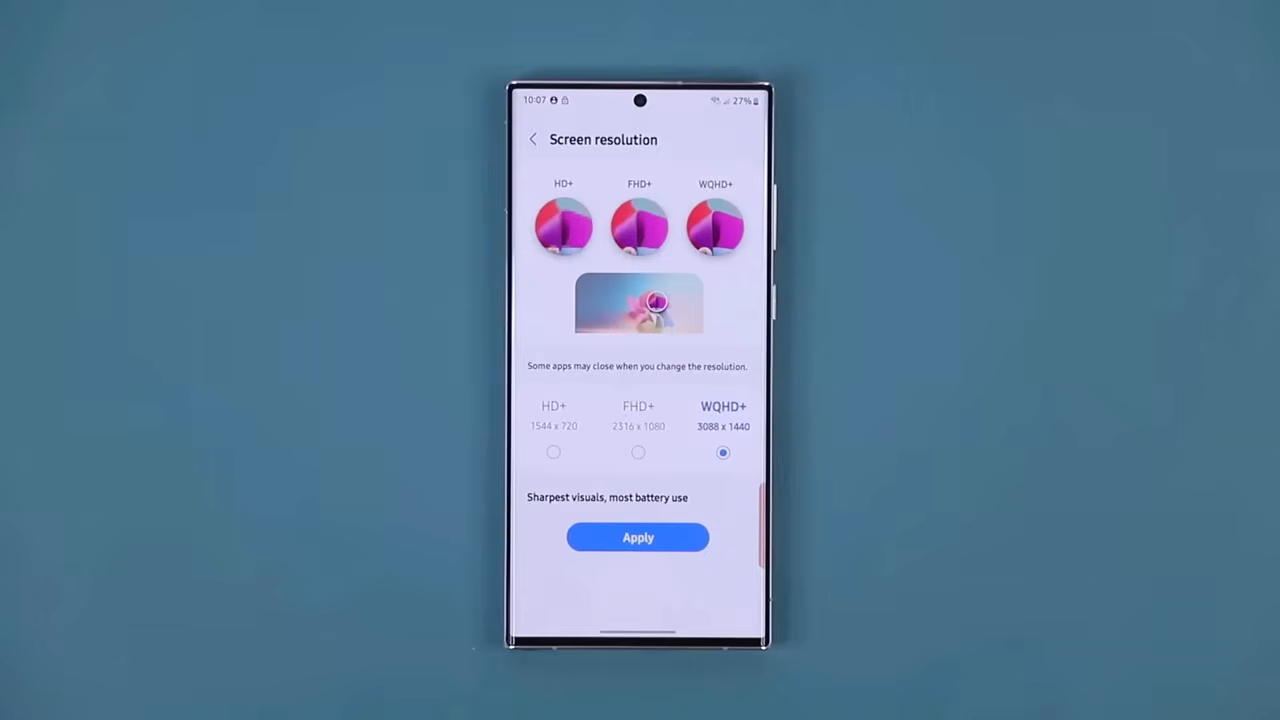 10:07 27%
Screen resolution
HD+ FHD+ WQHD+
Some apps may close when you change the resolution.
HD+ FHD+ WQHD+
1544 x 720 2316 x 1080 3088 x 1440
Sharpest visuals, most battery use
Apply